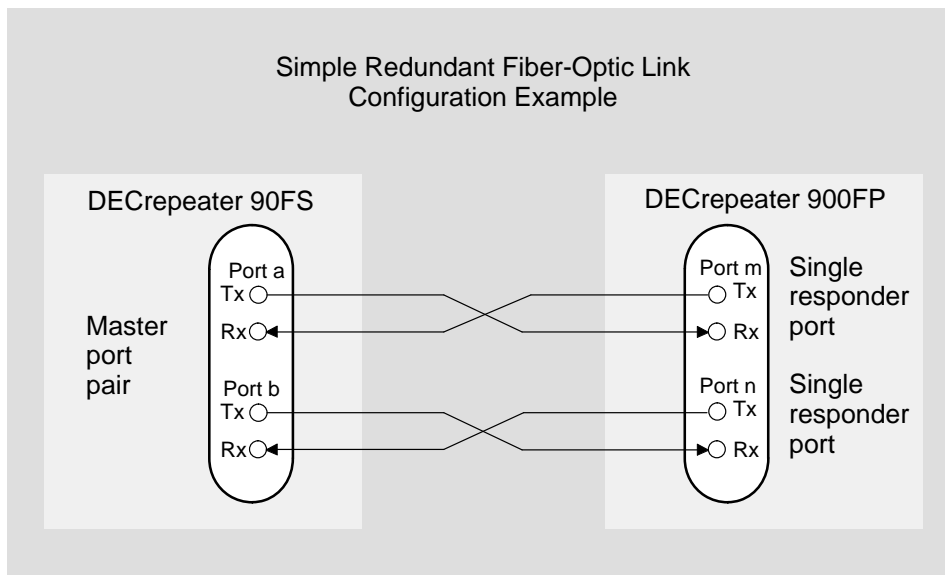 Simple Redundant Fiber-Optic Link
Configuration Example
DECrepeater 90FS
DECrepeater 900FP
Port a
Tx
Rx
Master
port
pair
Port b
Tx
Rx
Port m
Tx
Rx
Single
responder
port
Port n
Tx
Rx
Single
responder
port